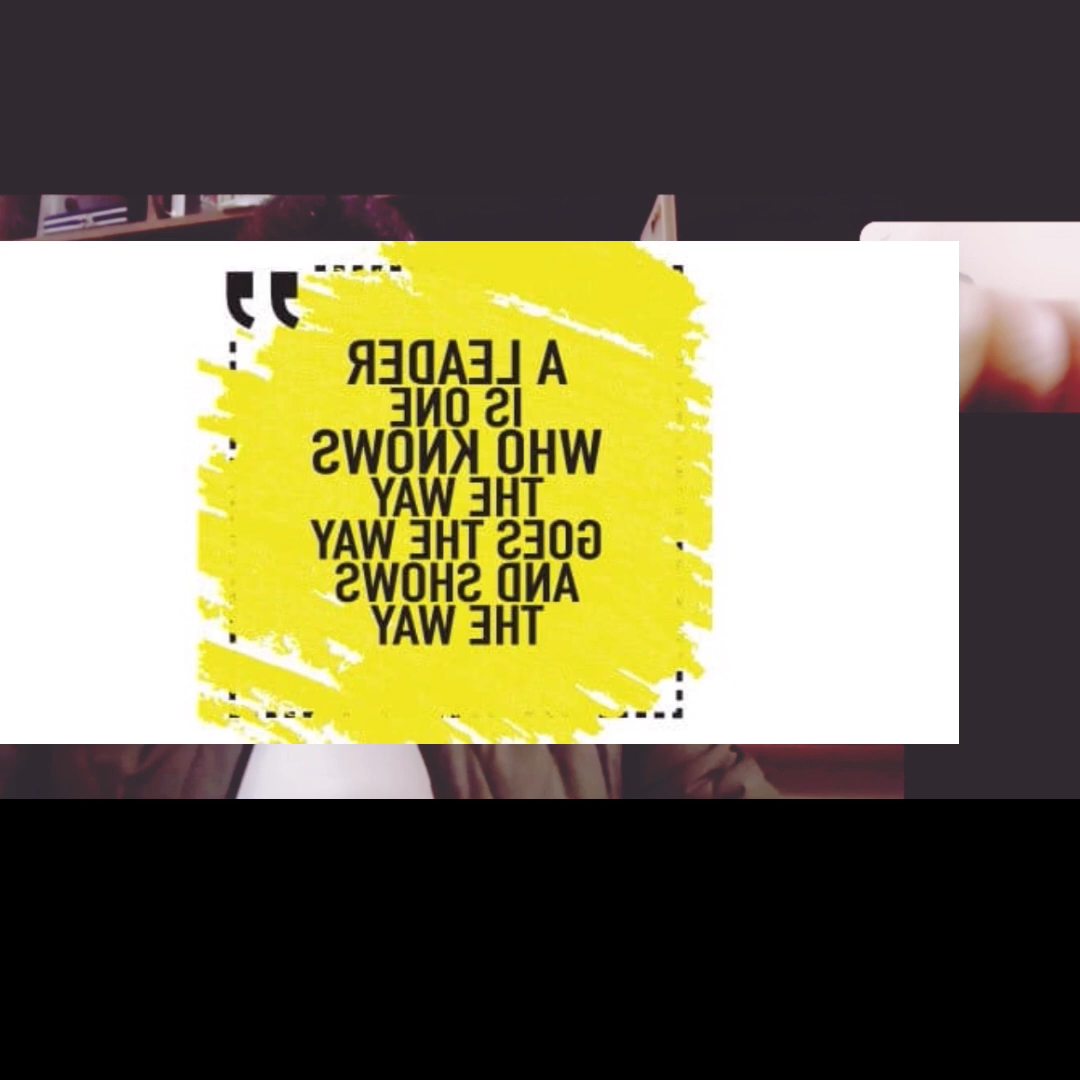 A LEADER
IS ONE
WHO KNOWS
THE WAY
GOES THE WAY
AND SHOWS
THE WAY